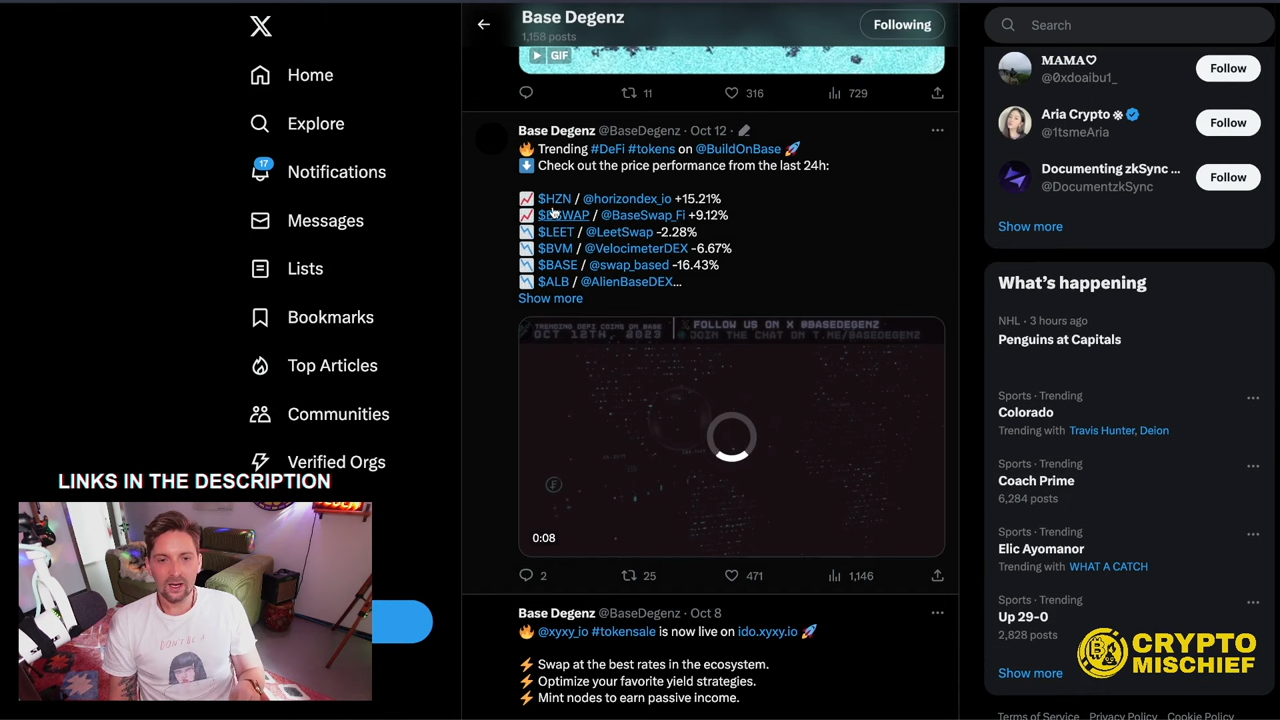 Home
Explore
17
Notifications
Messages
Lists
Bookmarks
Top Articles
Communities
Verified Orgs
LINKS IN THE DESCRIPTION
DON'T BE A
Base Degenz
1,158 posts
Following
GIF
11
316
729
Base Degenz @BaseDegenz · Oct 12 ·
🔥 Trending #DeFi #tokens on @BuildOnBase 🚀
⬇️ Check out the price performance from the last 24h:
📈 $HZN / @horizondex_io +15.21%
📈 $BSWAP / @BaseSwap_Fi +9.12%
📉 $LEET / @LeetSwap -2.28%
📉 $BVM / @VelocimeterDEX -6.67%
📉 $BASE / @swap_based -16.43%
📉 $ALB / @AlienBaseDEX...
Show more
TRENDING DEFI COINS ON BASE
OCT 12TH, 2023
FOLLOW US ON X @BASEDEGENZ
JOIN THE CHAT ON T.ME/BASEDEGENZ
0:08
2
25
471
1,146
Base Degenz @BaseDegenz · Oct 8
🔥 @xyxy_io #tokensale is now live on ido.xyxy.io 🚀
⚡ Swap at the best rates in the ecosystem.
⚡ Optimize your favorite yield strategies.
⚡ Mint nodes to earn passive income.
Search
MAMA♡
@0xdoaibu1_
Follow
Aria Crypto ※
@1tsmeAria
Follow
Documenting zkSync ...
@DocumentzkSync
Follow
Show more
What's happening
NHL · 3 hours ago
Penguins at Capitals
Sports · Trending
Colorado
Trending with Travis Hunter, Deion
Sports · Trending
Coach Prime
6,284 posts
Sports · Trending
Elic Ayomanor
Trending with WHAT A CATCH
Sports · Trending
Up 29-0
2,828 posts
Show more
CRYPTO
MISCHIEF
Terms of Service Privacy Policy Cookie Policy